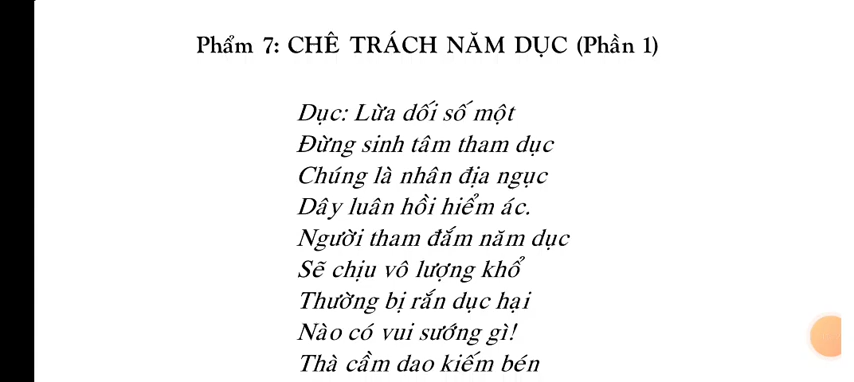 Phẩm 7: CHÊ TRÁCH NĂM DỤC (Phần 1)
Dục: Lừa dối số một
Đừng sinh tâm tham dục
Chúng là nhân địa ngục
Dây luân hồi hiểm ác.
Người tham đắm năm dục
Sẽ chịu vô lượng khổ
Thường bị rắn dục hại
Nào có vui sướng gì!
Thà cầm dao kiếm bén